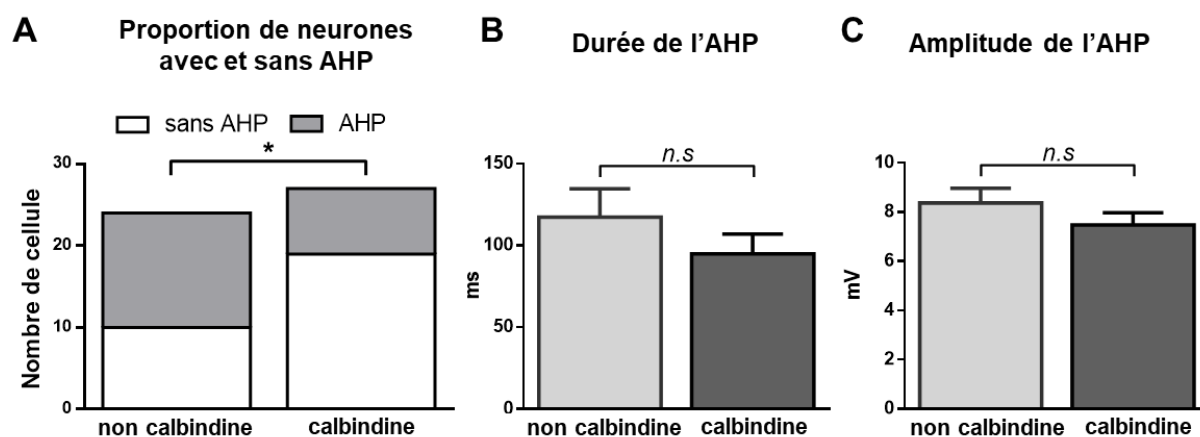 A
Proportion de neurones
avec et sans AHP
sans AHP
AHP
*
30
20
10
0
Nombre de cellule
non calbindine
calbindine
B
Durée de l'AHP
n.s
150
100
50
0
ms
non calbindine
calbindine
C
Amplitude de l'AHP
n.s
10
8
6
4
2
0
mV
non calbindine
calbindine